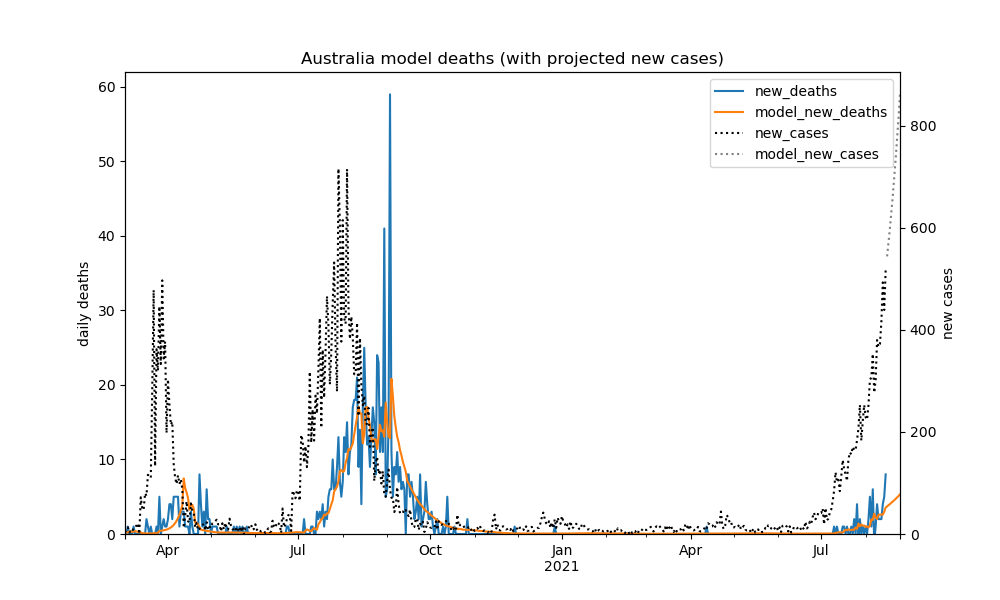 Australia model deaths (with projected new cases)
new_deaths
model_new_deaths
new_cases
model_new_cases
60
50
40
30
20
10
0
daily deaths
800
600
400
200
0
new cases
Apr
Jul
Oct
Jan
2021
Apr
Jul